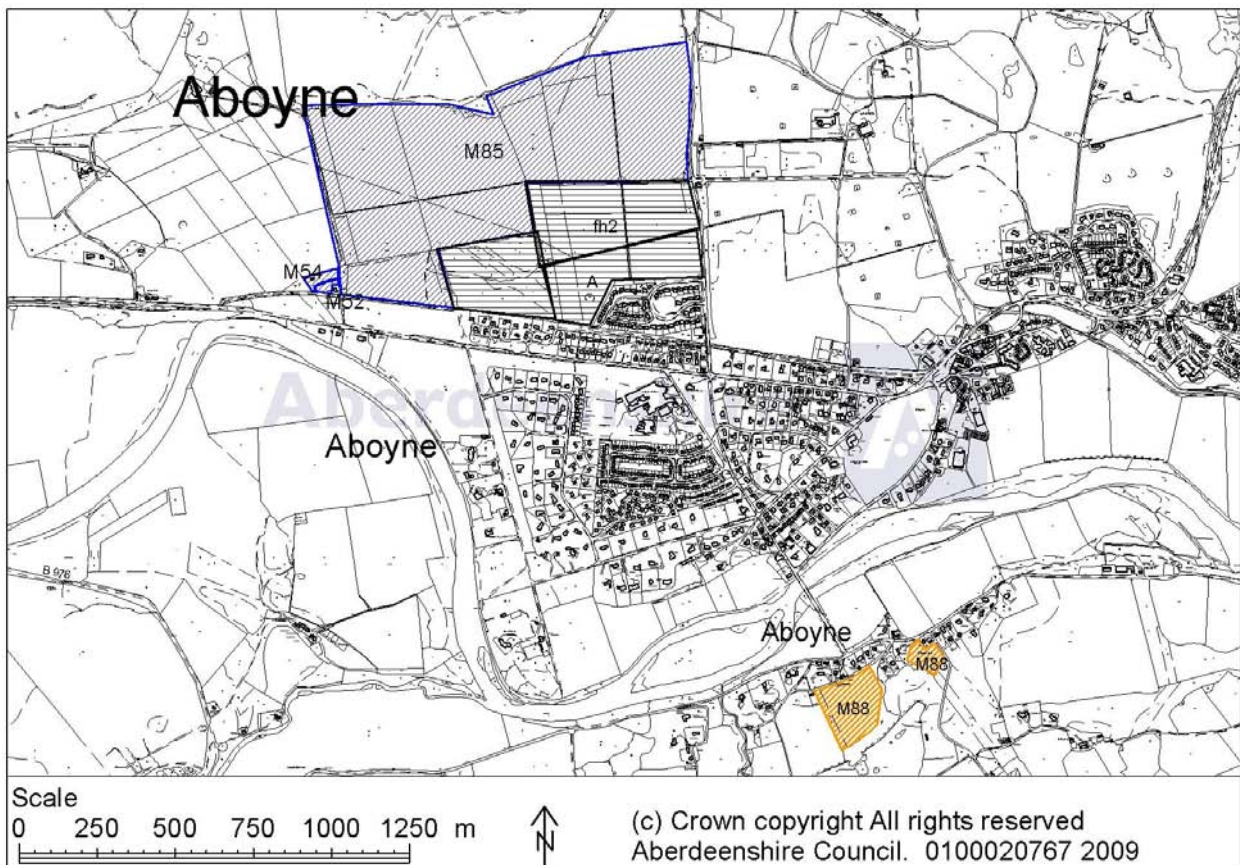 Aboyne
M85
fh2
M54
M52
A
Aberdeenshire
Aboyne
B 976
Aboyne
M88
M88
Scale
0 250 500 750 1000 1250 m
N
(c) Crown copyright All rights reserved
Aberdeenshire Council. 0100020767 2009